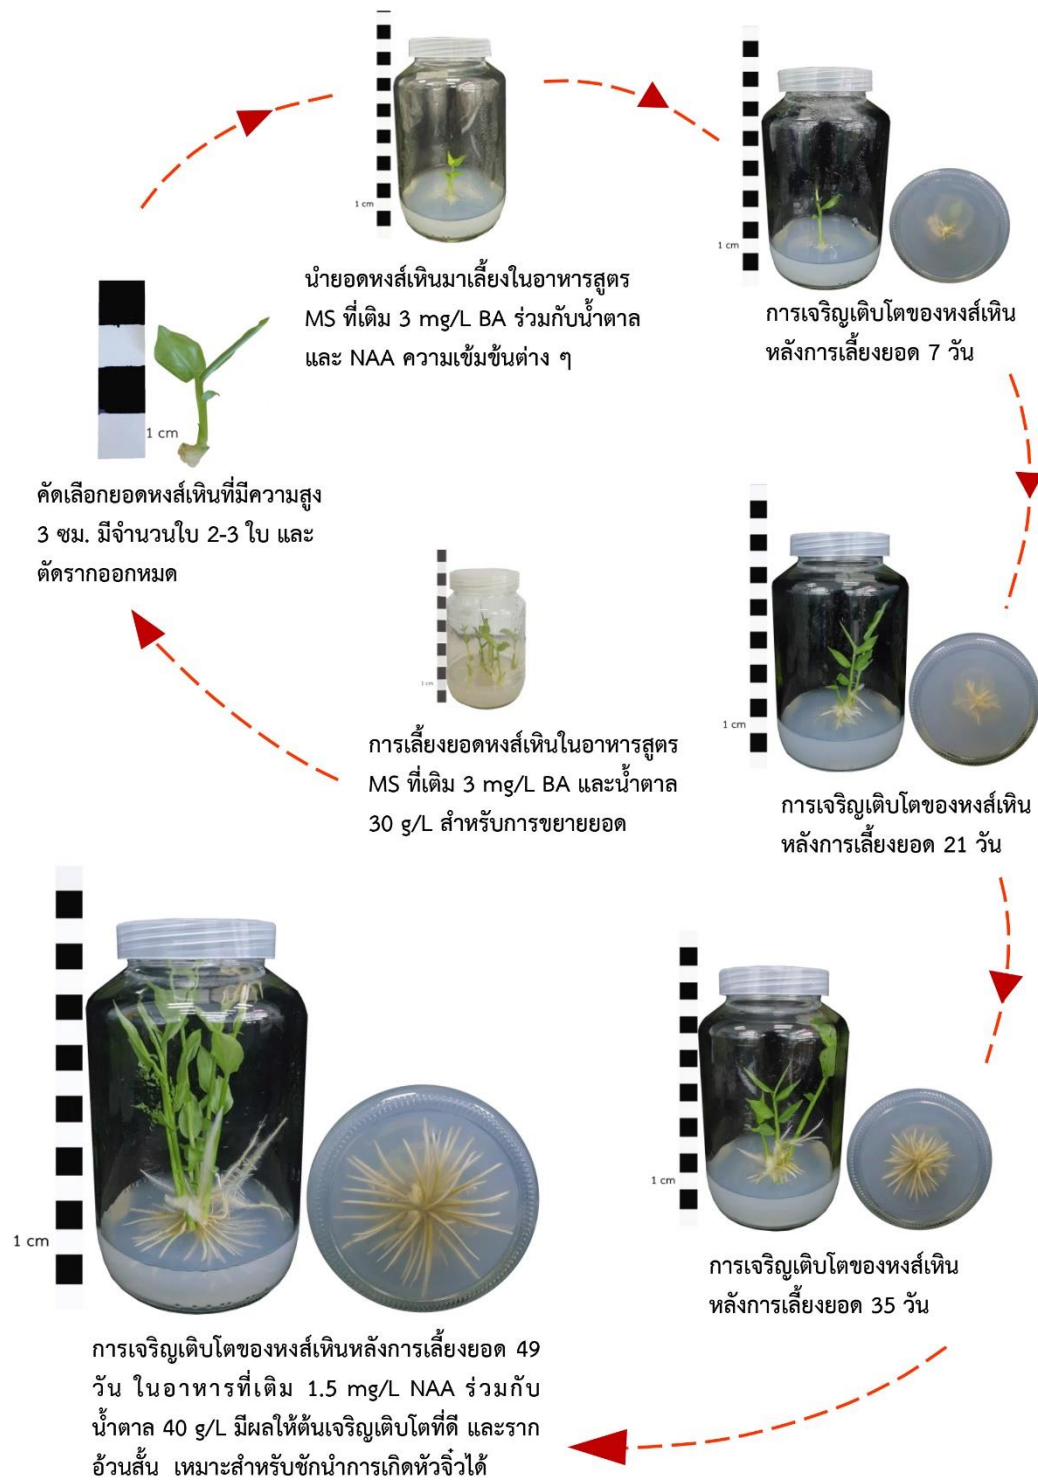 1 cm
นำยอดหงส์เหินมาเลี้ยงในอาหารสูตร
MS ที่เติม 3 mg/L BA ร่วมกับน้ำตาล
และ NAA ความเข้มข้นต่าง ๆ
1 cm
การเจริญเติบโตของหงส์เหิน
หลังการเลี้ยงยอด 7 วัน
1 cm
คัดเลือกยอดหงส์เหินที่มีความสูง
3 ซม. มีจำนวนใบ 2-3 ใบ และ
ตัดรากออกหมด
1 cm
การเลี้ยงยอดหงส์เหินในอาหารสูตร
MS ที่เติม 3 mg/L BA และน้ำตาล
30 g/L สำหรับการขยายยอด
1 cm
การเจริญเติบโตของหงส์เหิน
หลังการเลี้ยงยอด 21 วัน
1 cm
การเจริญเติบโตของหงส์เหิน
หลังการเลี้ยงยอด 35 วัน
1 cm
การเจริญเติบโตของหงส์เหินหลังการเลี้ยงยอด 49
วัน ในอาหารที่เติม 1.5 mg/L NAA ร่วมกับ
น้ำตาล 40 g/L มีผลให้ต้นเจริญเติบโตที่ดี และราก
อ้วนสั้น เหมาะสำหรับชักนำการเกิดหัวจิ๋วได้